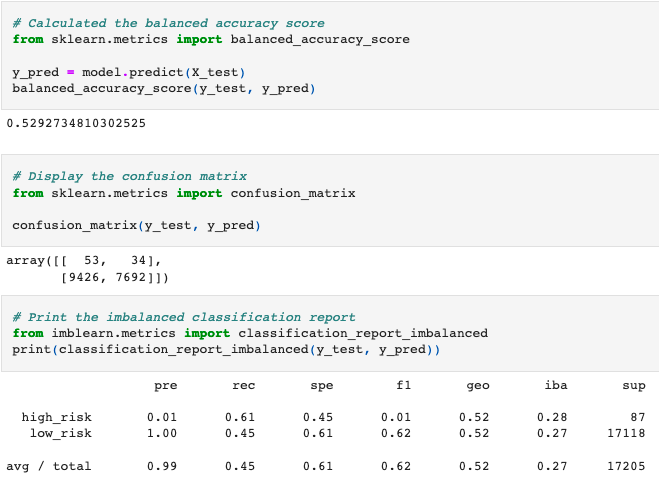 # Calculated the balanced accuracy score
from sklearn.metrics import balanced_accuracy_score
y_pred = model.predict(X_test)
balanced_accuracy_score(y_test, y_pred)
0.5292734810302525
# Display the confusion matrix
from sklearn.metrics import confusion_matrix
confusion_matrix(y_test, y_pred)
array([[  53,   34],
       [9426, 7692]])
# Print the imbalanced classification report
from imblearn.metrics import classification_report_imbalanced
print(classification_report_imbalanced(y_test, y_pred))
pre rec spe f1 geo iba sup
high_risk 0.01 0.61 0.45 0.01 0.52 0.28 87
low_risk 1.00 0.45 0.61 0.62 0.52 0.27 17118
avg / total 0.99 0.45 0.61 0.62 0.52 0.27 17205